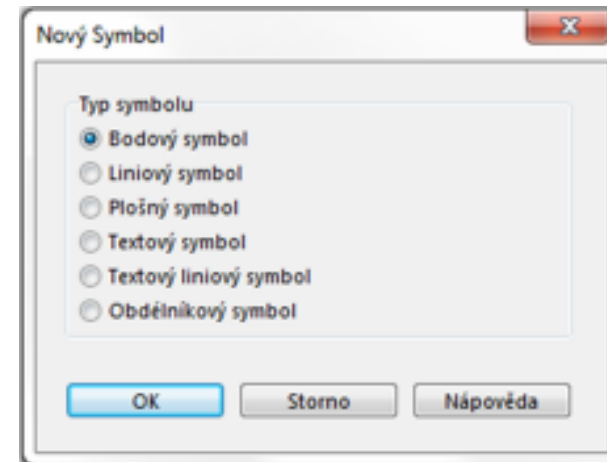 Nový Symbol
Typ symbolu
Bodový symbol
Liniový symbol
Plošný symbol
Textový symbol
Textový liniový symbol
Obdélníkový symbol
OK Storno Nápověda